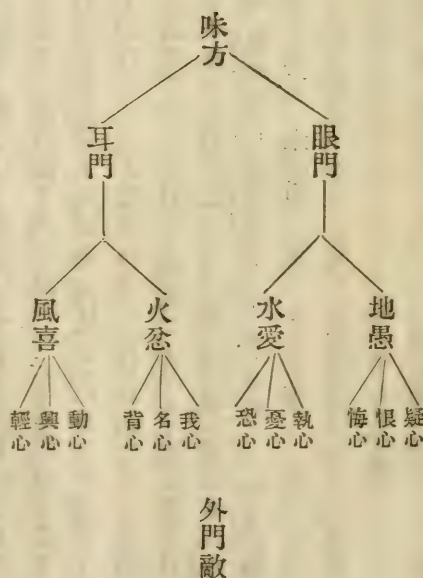 味方
眼門
耳門
地愚
水愛
火忿
風喜
疑心
恨心
悔心
執心
憂心
恐心
我心
名心
背心
動心
興心
輕心
外門敵